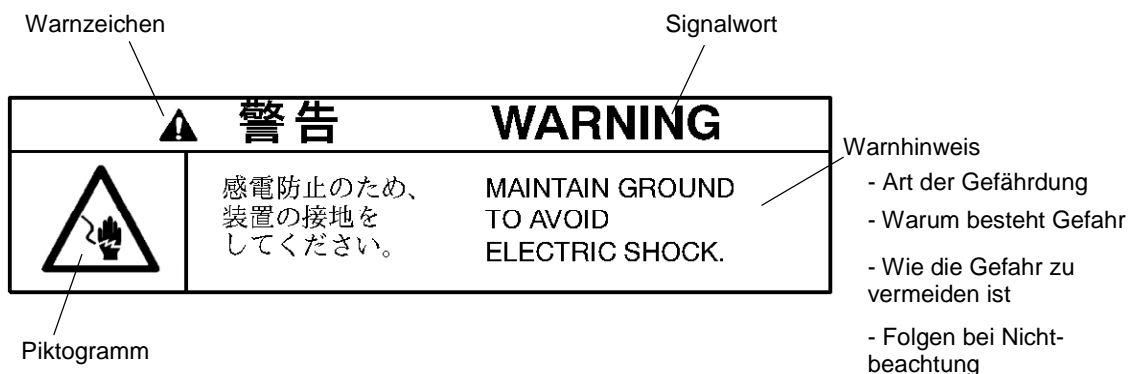 Warnzeichen
Signalwort
警告 WARNING
感電防止のため、
装置の接地を
してください。
MAINTAIN GROUND
TO AVOID
ELECTRIC SHOCK.
Warnhinweis
- Art der Gefährdung
- Warum besteht Gefahr
- Wie die Gefahr zu
vermeiden ist
- Folgen bei Nicht-
beachtung
Piktogramm